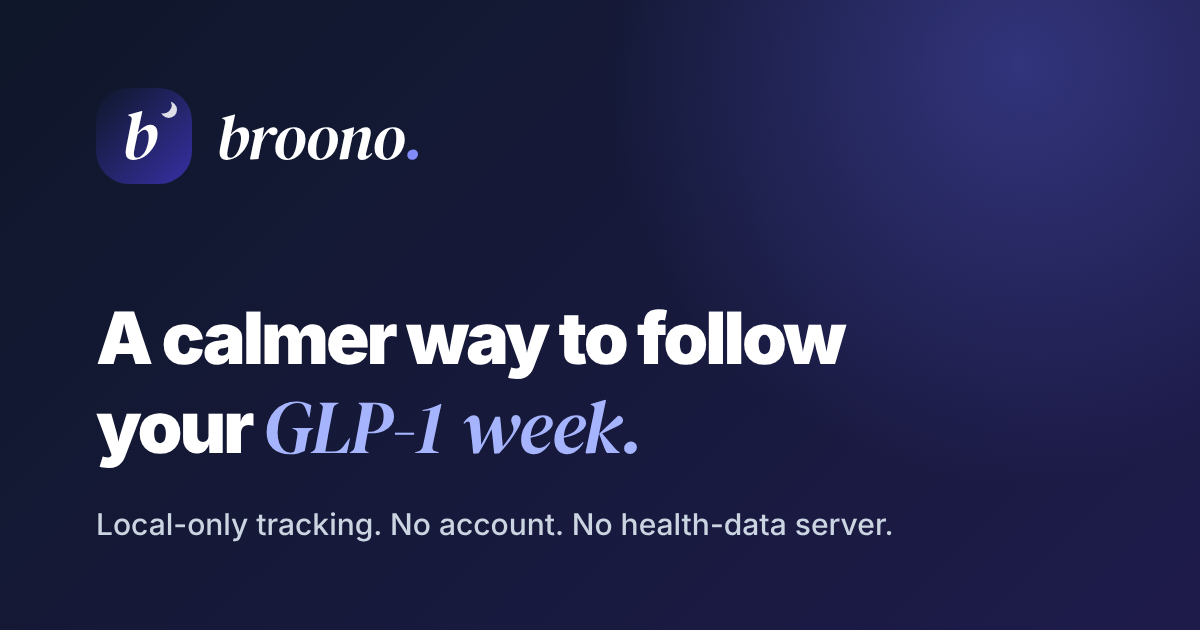 b broono.
A calmer way to follow
your GLP-1 week.
Local-only tracking. No account. No health-data server.